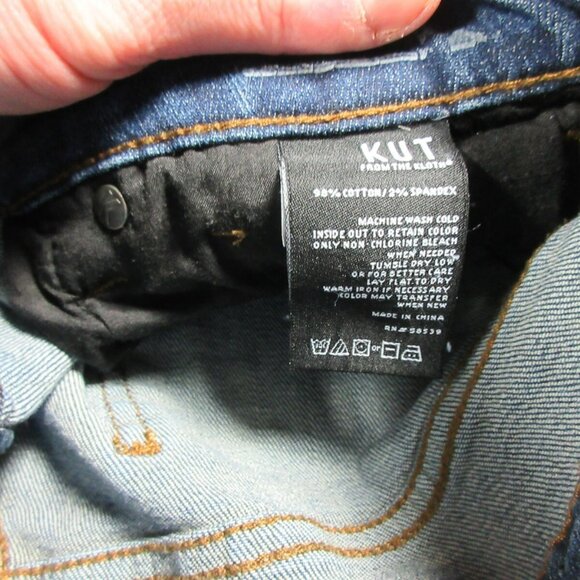 KUT
FROM THE KLOTH®
98% COTTON/2% SPANDEX
MACHINE WASH COLD
INSIDE OUT TO RETAIN COLOR
ONLY NON-CHLORINE BLEACH
WHEN NEEDED
TUMBLE DRY LOW
OR FOR BETTER CARE
LAY FLAT TO DRY
WARM IRON IF NECESSARY
COLOR MAY TRANSFER
WHEN NEW
MADE IN CHINA
RN# 58539
or